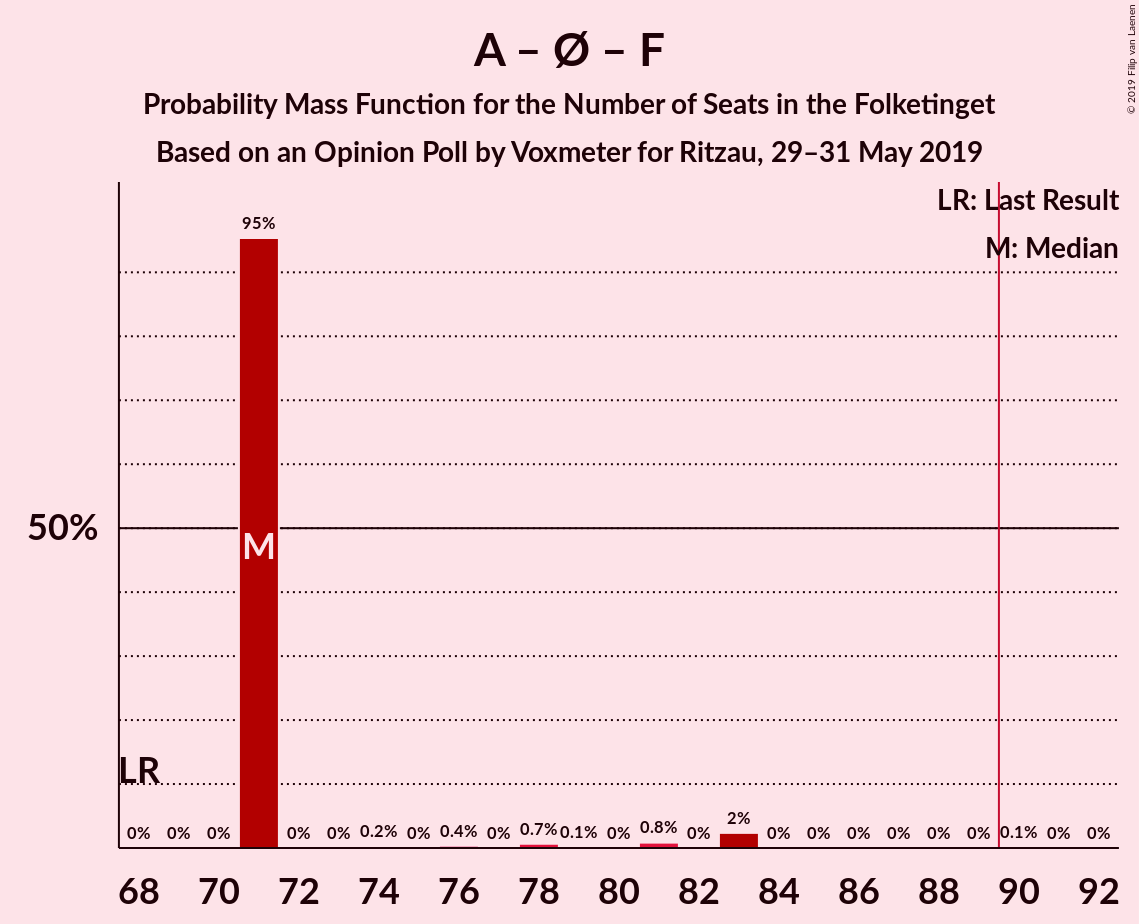 A – Ø – F
Probability Mass Function for the Number of Seats in the Folketinget
Based on an Opinion Poll by Voxmeter for Ritzau, 29–31 May 2019
© 2019 Filip van Laenen
LR: Last Result
M: Median
95%
50%
M
LR
0% 0% 0% 0% 0% 0.2% 0% 0.4% 0% 0.7% 0.1% 0% 0.8% 0% 2% 0% 0% 0% 0% 0% 0% 0.1% 0% 0%
68 70 72 74 76 78 80 82 84 86 88 90 92